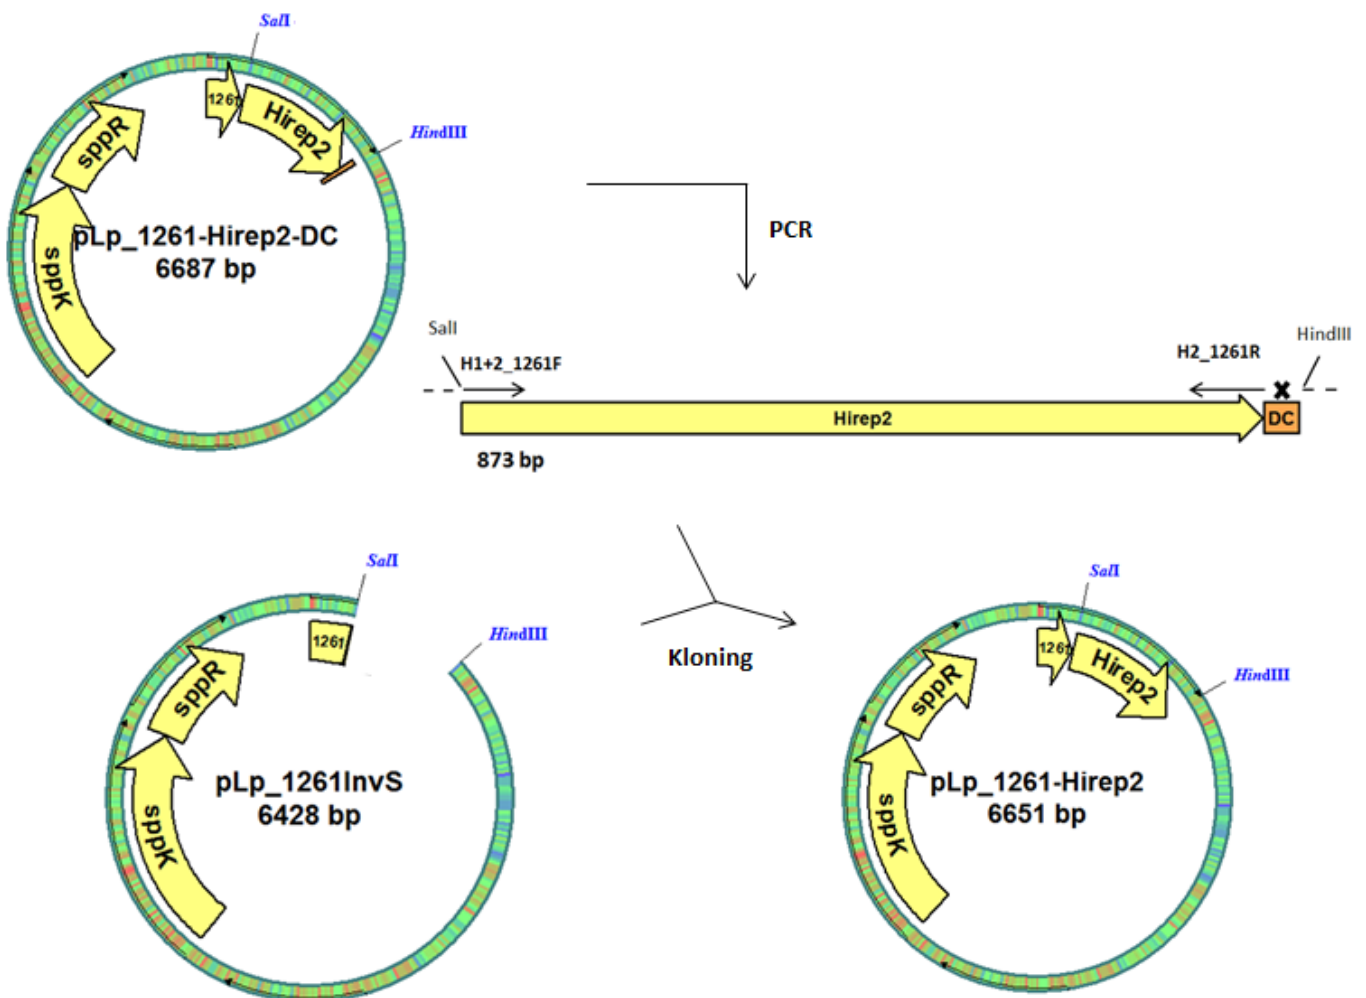 SalI
1261
Hirep2
HindIII
sppR
sppK
pLp_1261-Hirep2-DC
6687 bp
PCR
SalI
HindIII
H1+2_1261F
H2_1261R
Hirep2
DC
873 bp
SalI
1261
HindIII
sppR
sppK
pLp_1261InvS
6428 bp
Kloning
SalI
1261
Hirep2
HindIII
sppR
sppK
pLp_1261-Hirep2
6651 bp